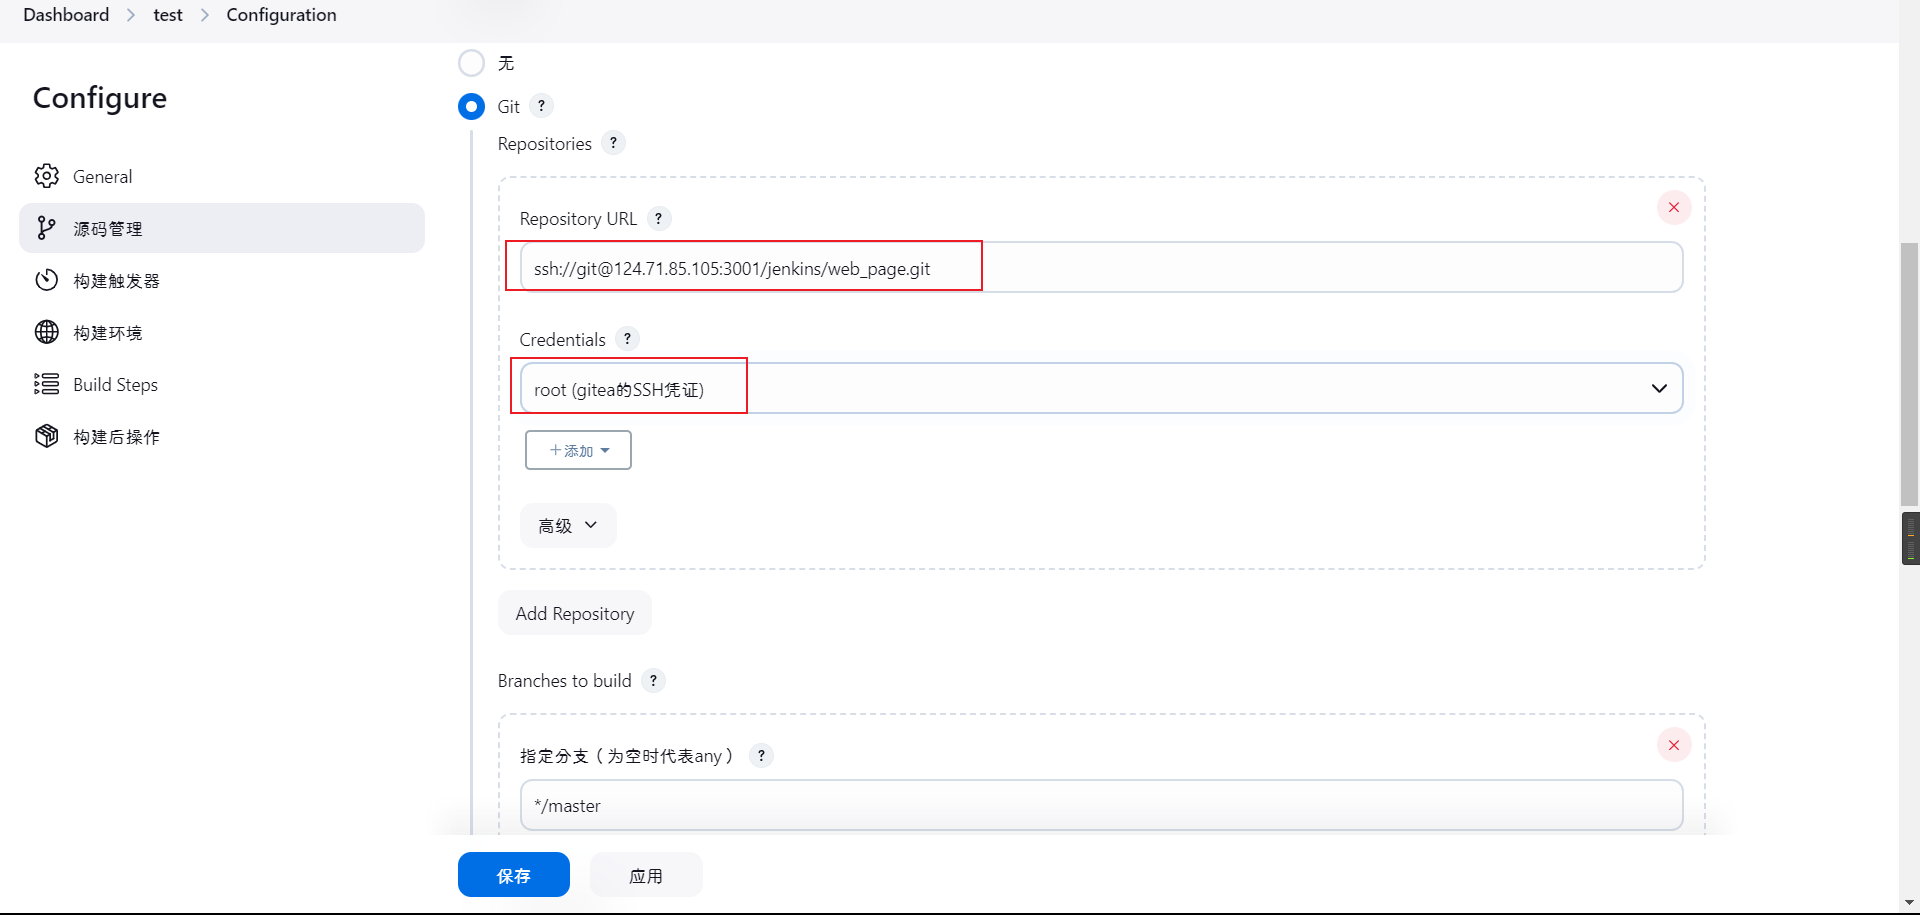 Dashboard > test > Configuration
Configure
General
源码管理
构建触发器
构建环境
Build Steps
构建后操作
无
Git ?
Repositories ?
Repository URL ?
ssh://git@124.71.85.105:3001/jenkins/web_page.git
Credentials ?
root (gitea的SSH凭证)
+添加
高级
Add Repository
Branches to build ?
指定分支（为空时代表any） ?
*/master
保存 应用